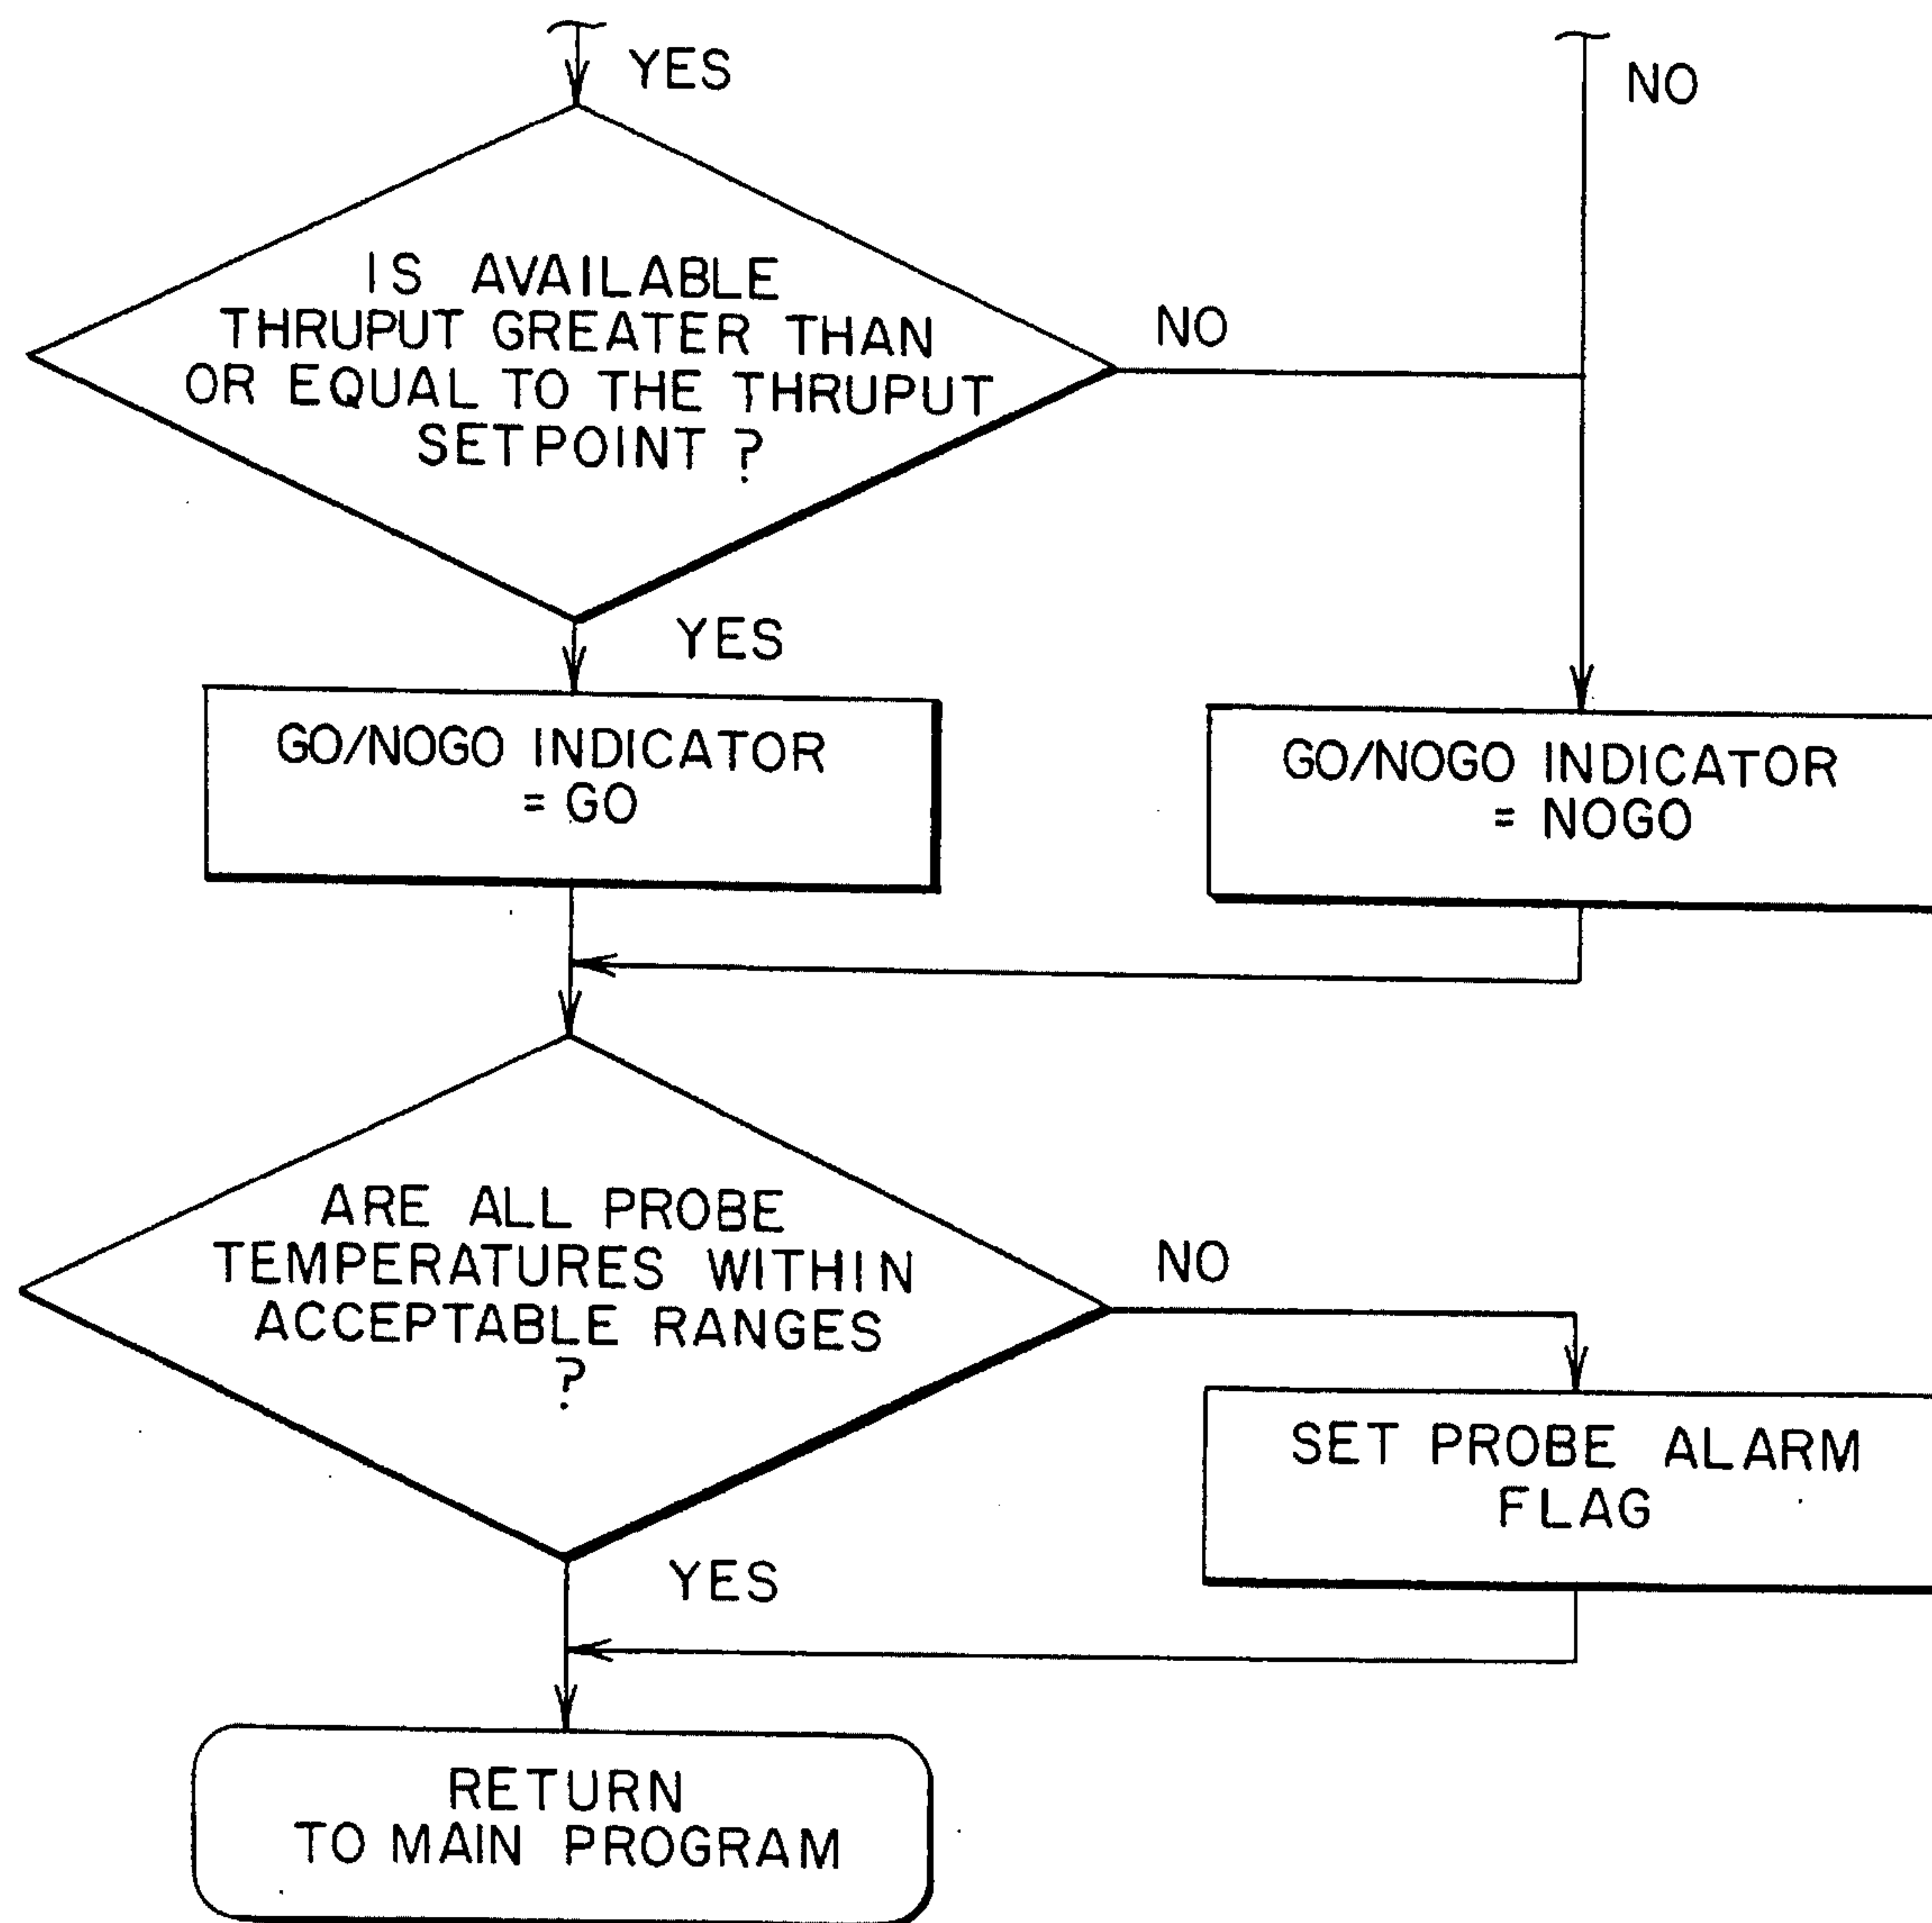 YES
NO
IS AVAILABLE
THRUPUT GREATER THAN
OR EQUAL TO THE THRUPUT
SETPOINT ?
NO
YES
GO/NOGO INDICATOR
= GO
GO/NOGO INDICATOR
= NOGO
ARE ALL PROBE
TEMPERATURES WITHIN
ACCEPTABLE RANGES
?
NO
SET PROBE ALARM
FLAG
YES
RETURN
TO MAIN PROGRAM